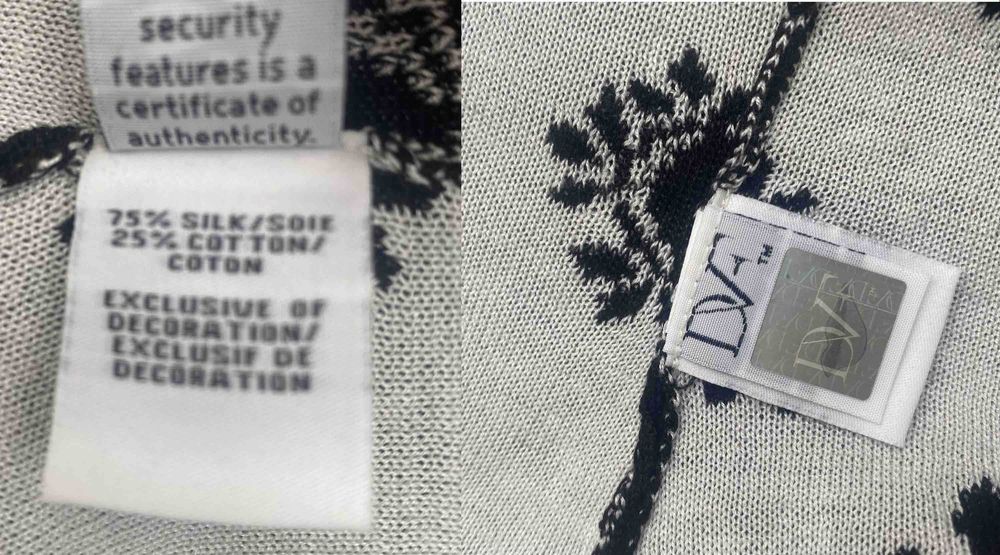 security
features is a
certificate of
authenticity.
75% SILK/SOIE
25% COTTON/
COTON
EXCLUSIVE OF
DECORATION/
EXCLUSIF DE
DECORATION
DVF™
DVF